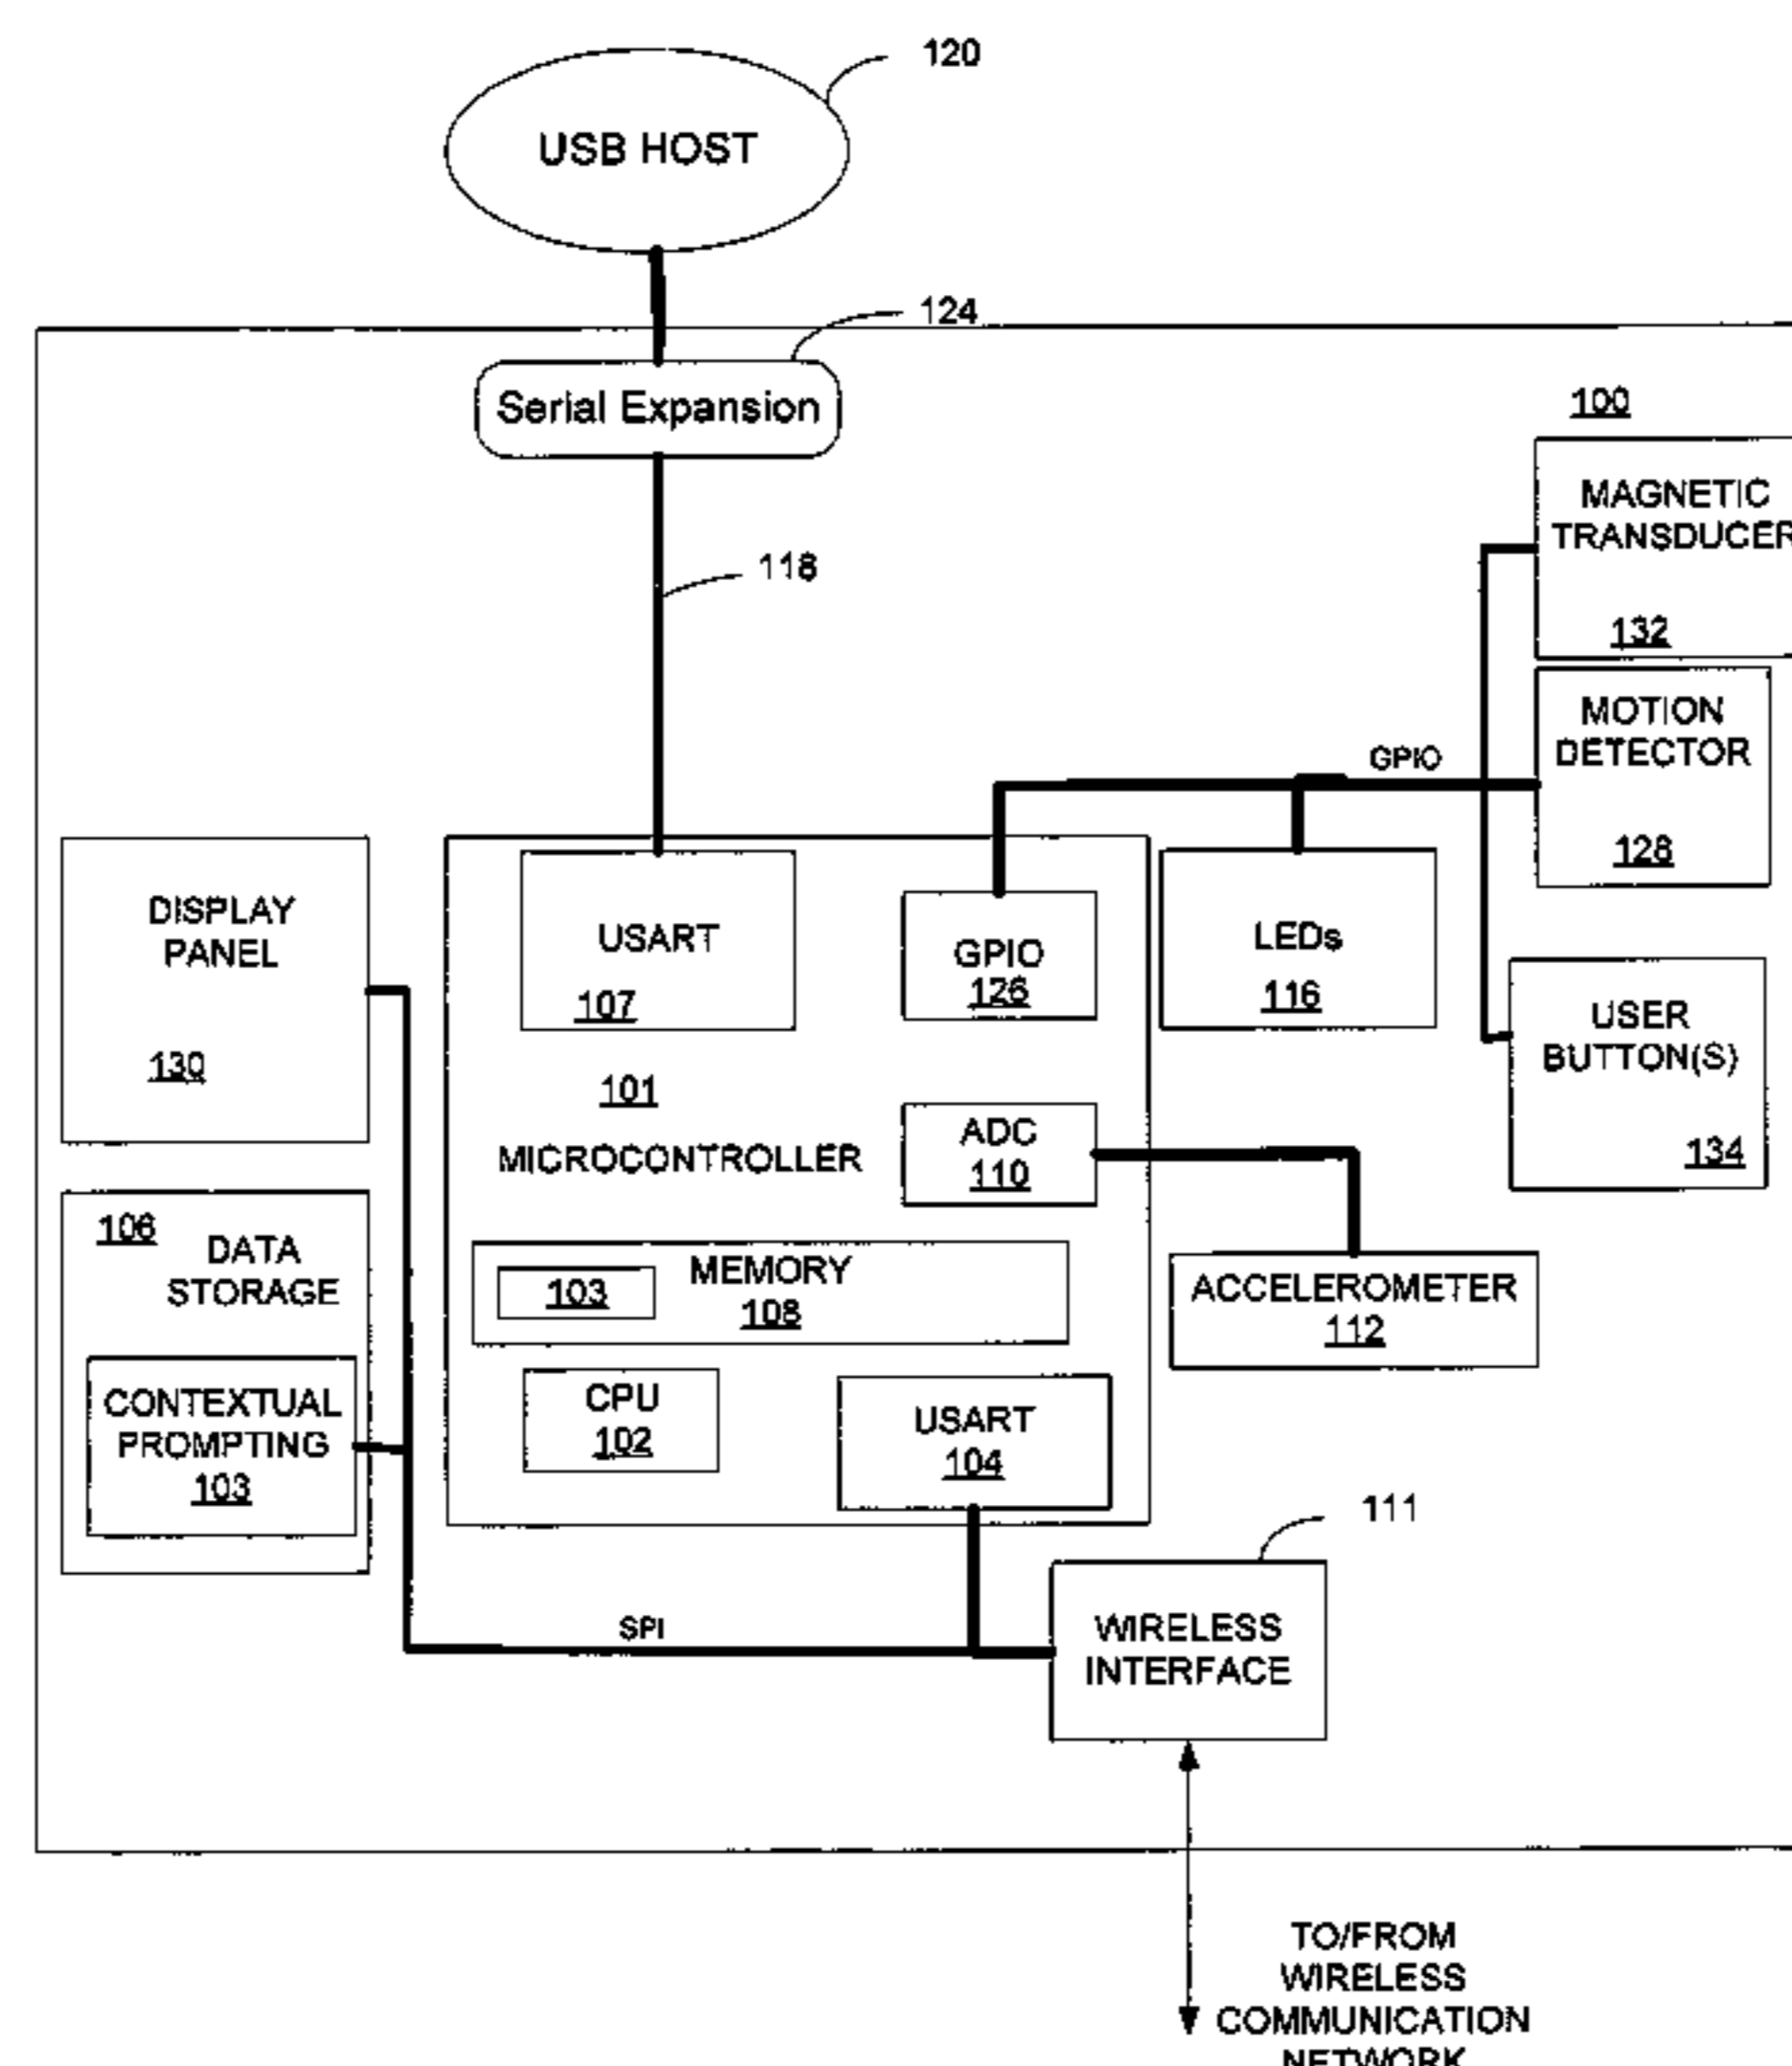 120
USB HOST
124
Serial Expansion
100
MAGNETIC
TRANSDUCER
132
118
MOTION
DETECTOR
128
GPIO
DISPLAY
PANEL
130
USART
107
GPIO
126
LEDs
116
USER
BUTTON(S)
134
101
MICROCONTROLLER
ADC
110
106
DATA
STORAGE
MEMORY
108
103
ACCELEROMETER
112
CONTEXTUAL
PROMPTING
103
CPU
102
USART
104
111
SPI
WIRELESS
INTERFACE
TO/FROM
WIRELESS
COMMUNICATION
NETWORK